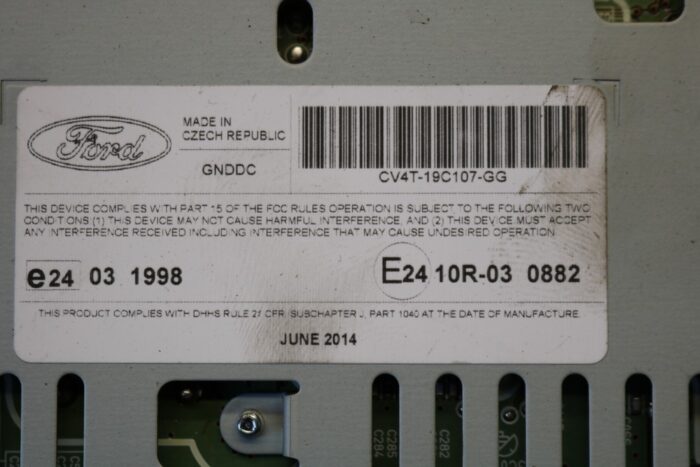 Ford
MADE IN
CZECH REPUBLIC
GNDDC
CV4T-19C107-GG
THIS DEVICE COMPLIES WITH PART 15 OF THE FCC RULES OPERATION IS SUBJECT TO THE FOLLOWING TWO
CONDITIONS (1) THIS DEVICE MAY NOT CAUSE HARMFUL INTERFERENCE, AND (2) THIS DEVICE MUST ACCEPT
ANY INTERFERENCE RECEIVED INCLUDING INTERFERENCE THAT MAY CAUSE UNDESIRED OPERATION
e24 03 1998
E24 10R-03 0882
THIS PRODUCT COMPLIES WITH DHHS RULE 21 CFR, SUBCHAPTER J, PART 1040 AT THE DATE OF MANUFACTURE.
JUNE 2014
C284
C285
C282